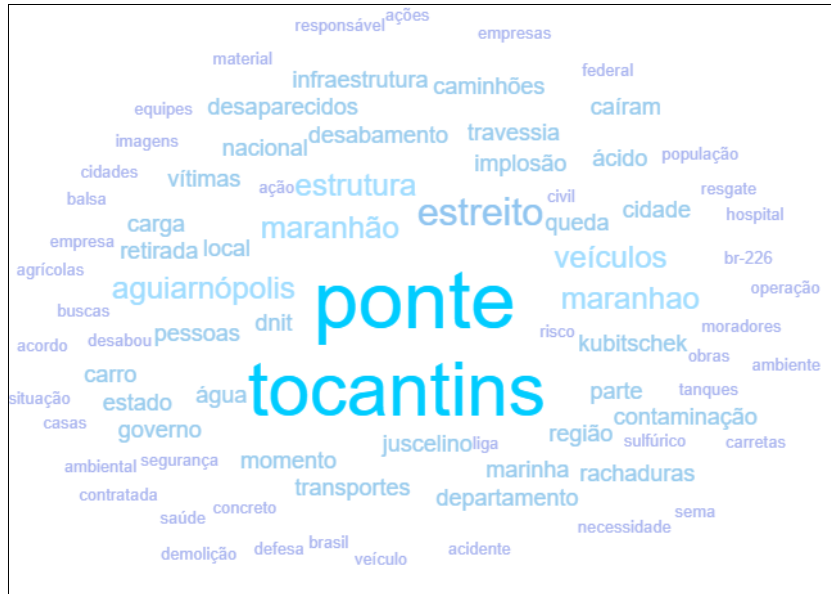 ações
responsável
empresas
material
federal
infraestrutura
caminhões
equipes
desaparecidos
caíram
desabamento
travessia
imagens
nacional
implosão
ácido
população
cidades
vítimas
ação
estrutura
civil
resgate
balsa
estreito
cidade
hospital
carga
maranhão
queda
empresa
retirada
local
veículos
br-226
agrícolas
aguiarnópolis
ponte
maranhao
operação
buscas
dnit
risco
moradores
acordo
desabou
pessoas
kubitschek
obras
ambiente
carro
tocantins
parte
tanques
situação
estado
água
contaminação
casas
governo
juscelino
liga
região
sulfúrico
carretas
ambiental
segurança
momento
marinha
rachaduras
contratada
transportes
departamento
saúde
concreto
sema
necessidade
demolição
defesa
brasil
veículo
acidente